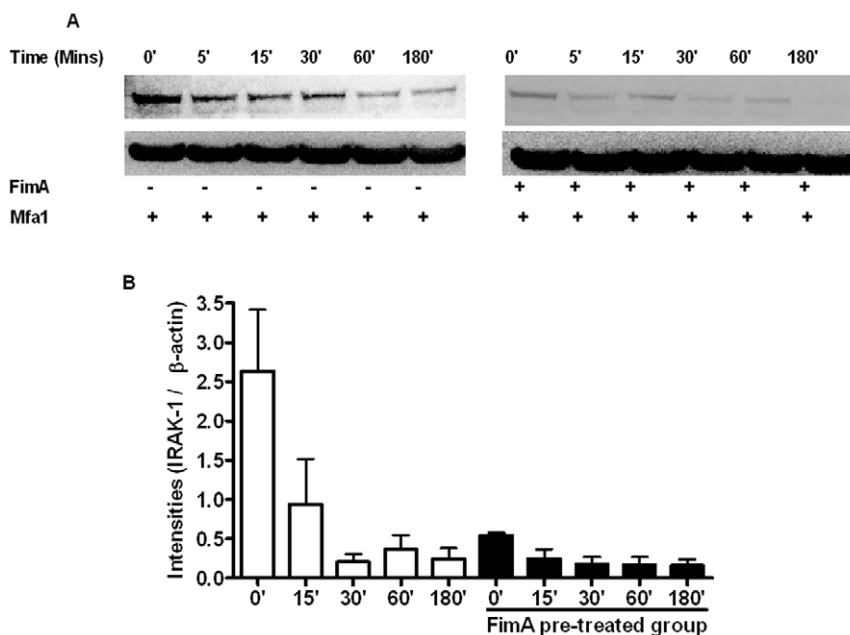 A
Time (Mins) 0' 5' 15' 30' 60' 180' 0' 5' 15' 30' 60' 180'
FimA - - - - - - + + + + + +
Mfa1 + + + + + + + + + + + +
B
Intensities (IRAK-1 / β-actin)
3.5
3.0
2.5
2.0
1.5
1.0
0.5
0.0
0' 15' 30' 60' 180' 0' 15' 30' 60' 180'
FimA pre-treated group